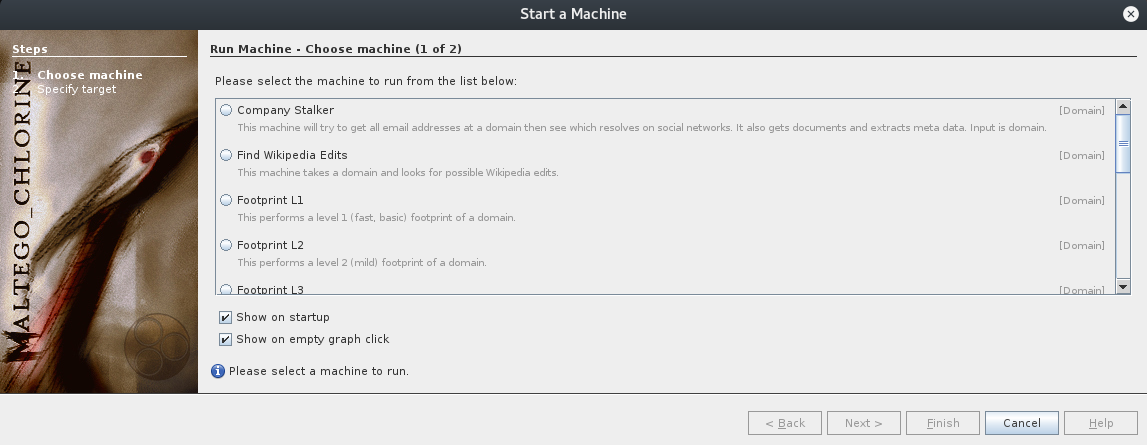 Start a Machine
Steps
1. Choose machine
2. Specify target
MALTEGO_CHLORINE
Run Machine - Choose machine (1 of 2)
Please select the machine to run from the list below:
Company Stalker [Domain]
This machine will try to get all email addresses at a domain then see which resolves on social networks. It also gets documents and extracts meta data. Input is domain.
Find Wikipedia Edits [Domain]
This machine takes a domain and looks for possible Wikipedia edits.
Footprint L1 [Domain]
This performs a level 1 (fast, basic) footprint of a domain.
Footprint L2 [Domain]
This performs a level 2 (mild) footprint of a domain.
Footprint L3 [Domain]
Show on startup
Show on empty graph click
Please select a machine to run.
< Back Next > Finish Cancel Help